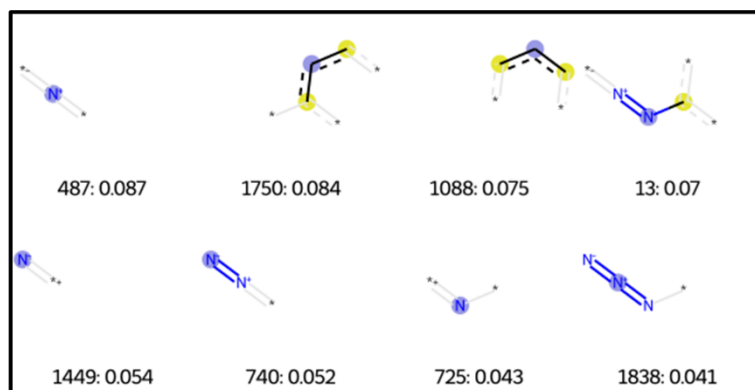 *- * * * * *- *
N+ N+
* * * * * N *
487: 0.087 1750: 0.084 1088: 0.075 13: 0.07
N- N- *+
*+ N+ N- N+ N *
* N
1449: 0.054 740: 0.052 725: 0.043 1838: 0.041